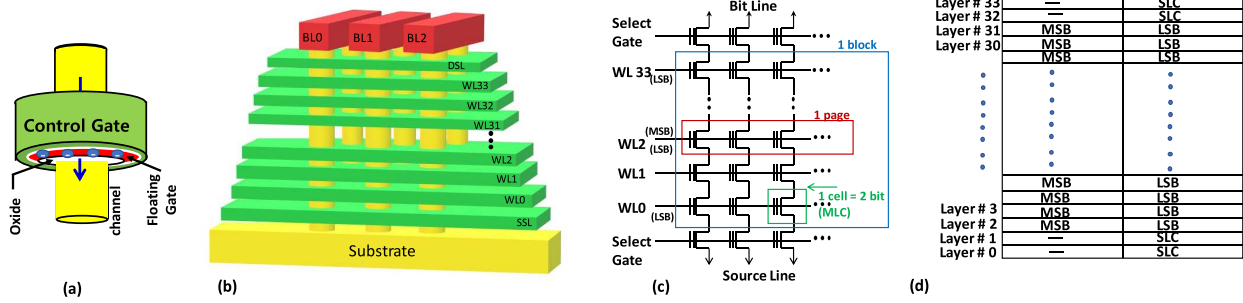 Control Gate
Oxide
channel
Floating
Gate
(a)
BL0
BL1
BL2
DSL
WL33
WL32
WL31
WL2
WL1
WL0
SSL
Substrate
(b)
Bit Line
Select
Gate
1 block
WL 33 (LSB)
1 page
(MSB)
WL2 (LSB)
WL1
1 cell = 2 bit
(MLC)
WL0
(LSB)
Select
Gate
Source Line
(c)
Layer # 33 — SLC
Layer # 32 — SLC
Layer # 31 MSB LSB
Layer # 30 MSB LSB
MSB LSB
MSB LSB
Layer # 3 MSB LSB
Layer # 2 MSB LSB
MSB LSB
Layer # 1 — SLC
Layer # 0 — SLC
(d)